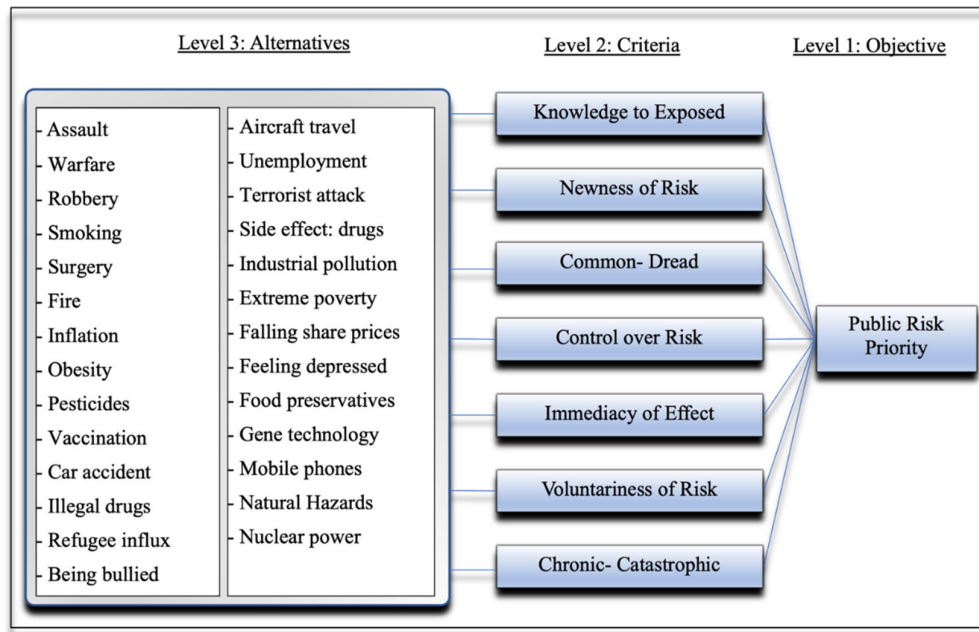 Level 3: Alternatives
Level 2: Criteria
Level 1: Objective
- Assault
- Warfare
- Robbery
- Smoking
- Surgery
- Fire
- Inflation
- Obesity
- Pesticides
- Vaccination
- Car accident
- Illegal drugs
- Refugee influx
- Being bullied
- Aircraft travel
- Unemployment
- Terrorist attack
- Side effect: drugs
- Industrial pollution
- Extreme poverty
- Falling share prices
- Feeling depressed
- Food preservatives
- Gene technology
- Mobile phones
- Natural Hazards
- Nuclear power
Knowledge to Exposed
Newness of Risk
Common- Dread
Control over Risk
Immediacy of Effect
Voluntariness of Risk
Chronic- Catastrophic
Public Risk
Priority